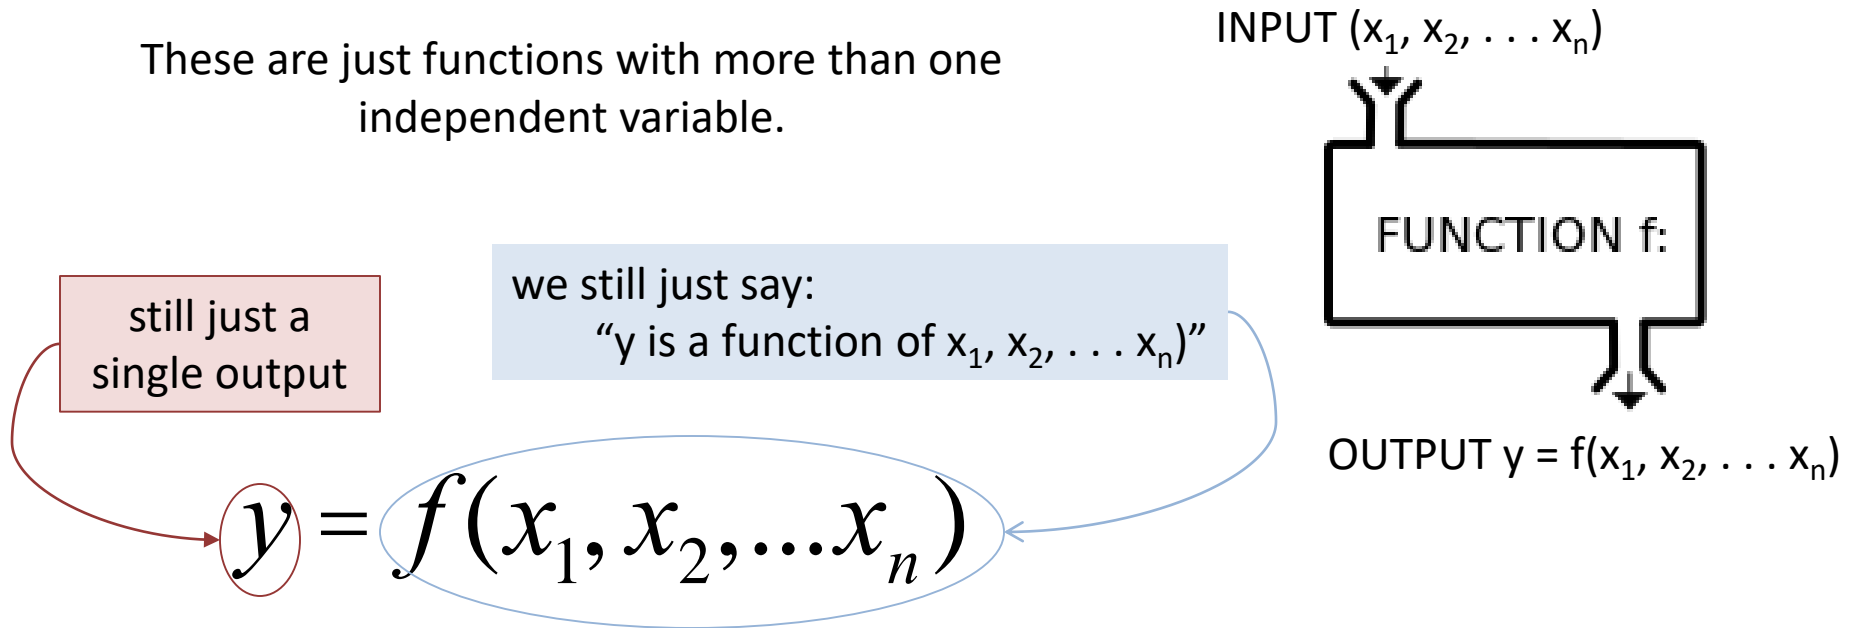 These are just functions with more than one
independent variable.
INPUT (x₁, x₂, . . . xₙ)
FUNCTION f:
OUTPUT y = f(x₁, x₂, . . . xₙ)
still just a
single output
we still just say:
“y is a function of x₁, x₂, . . . xₙ)”
y = f(x₁, x₂,...xₙ)